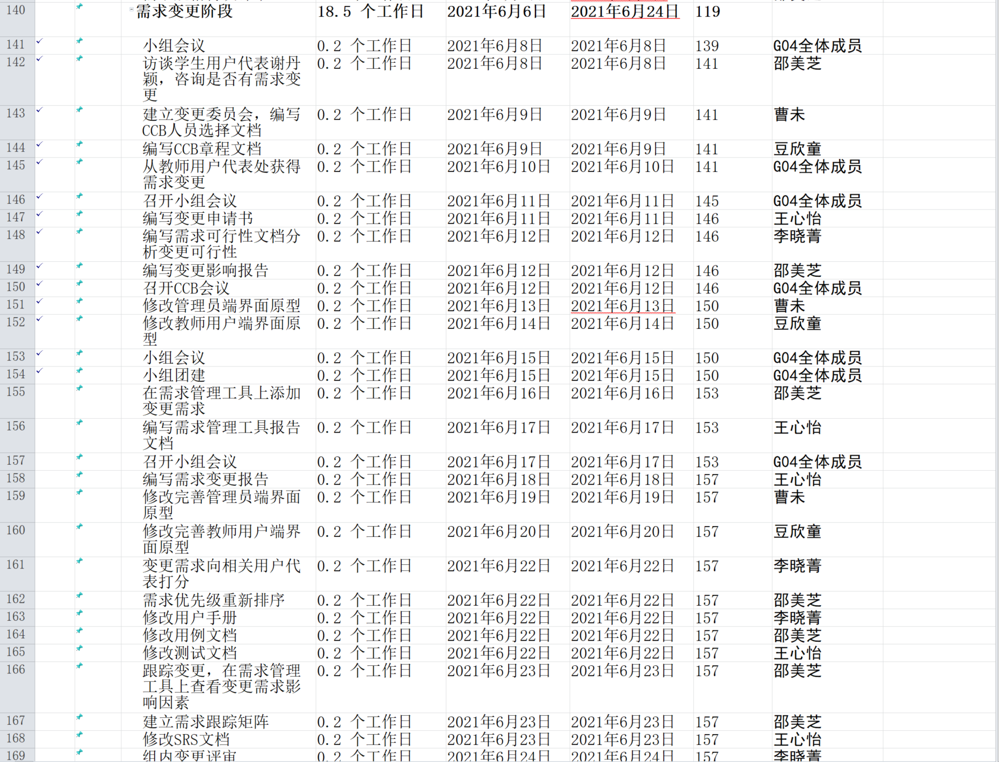 140 需求变更阶段 18.5 个工作日 2021年6月6日 2021年6月24日 119
141 小组会议 0.2 个工作日 2021年6月8日 2021年6月8日 139 G04全体成员
142 访谈学生用户代表谢丹 0.2 个工作日 2021年6月8日 2021年6月8日 141 邵美芝
颖，咨询是否有需求变
更
143 建立变更委员会，编写 0.2 个工作日 2021年6月9日 2021年6月9日 141 曹未
CCB人员选择文档
144 编写CCB章程文档 0.2 个工作日 2021年6月9日 2021年6月9日 141 豆欣童
145 从教师用户代表处获得 0.2 个工作日 2021年6月10日 2021年6月10日 141 G04全体成员
需求变更
146 召开小组会议 0.2 个工作日 2021年6月11日 2021年6月11日 145 G04全体成员
147 编写变更申请书 0.2 个工作日 2021年6月11日 2021年6月11日 146 王心怡
148 编写需求可行性文档分 0.2 个工作日 2021年6月12日 2021年6月12日 146 李晓菁
析变更可行性
149 编写变更影响报告 0.2 个工作日 2021年6月12日 2021年6月12日 146 邵美芝
150 召开CCB会议 0.2 个工作日 2021年6月12日 2021年6月12日 146 G04全体成员
151 修改管理员端界面原型 0.2 个工作日 2021年6月13日 2021年6月13日 150 曹未
152 修改教师用户端界面原 0.2 个工作日 2021年6月14日 2021年6月14日 150 豆欣童
型
153 小组会议 0.2 个工作日 2021年6月15日 2021年6月15日 150 G04全体成员
154 小组团建 0.2 个工作日 2021年6月15日 2021年6月15日 150 G04全体成员
155 在需求管理工具上添加 0.2 个工作日 2021年6月16日 2021年6月16日 153 邵美芝
变更需求
156 编写需求管理工具报告 0.2 个工作日 2021年6月17日 2021年6月17日 153 王心怡
文档
157 召开小组会议 0.2 个工作日 2021年6月17日 2021年6月17日 153 G04全体成员
158 编写需求变更报告 0.2 个工作日 2021年6月18日 2021年6月18日 157 王心怡
159 修改完善管理员端界面 0.2 个工作日 2021年6月19日 2021年6月19日 157 曹未
原型
160 修改完善教师用户端界 0.2 个工作日 2021年6月20日 2021年6月20日 157 豆欣童
面原型
161 变更需求向相关用户代 0.2 个工作日 2021年6月22日 2021年6月22日 157 李晓菁
表打分
162 需求优先级重新排序 0.2 个工作日 2021年6月22日 2021年6月22日 157 邵美芝
163 修改用户手册 0.2 个工作日 2021年6月22日 2021年6月22日 157 李晓菁
164 修改用例文档 0.2 个工作日 2021年6月22日 2021年6月22日 157 邵美芝
165 修改测试文档 0.2 个工作日 2021年6月22日 2021年6月22日 157 王心怡
166 跟踪变更，在需求管理 0.2 个工作日 2021年6月23日 2021年6月23日 157 邵美芝
工具上查看变更需求影
响因素
167 建立需求跟踪矩阵 0.2 个工作日 2021年6月23日 2021年6月23日 157 邵美芝
168 修改SRS文档 0.2 个工作日 2021年6月23日 2021年6月23日 157 王心怡
169 组内变更评审 0.2 个工作日 2021年6月24日 2021年6月24日 157 李晓菁